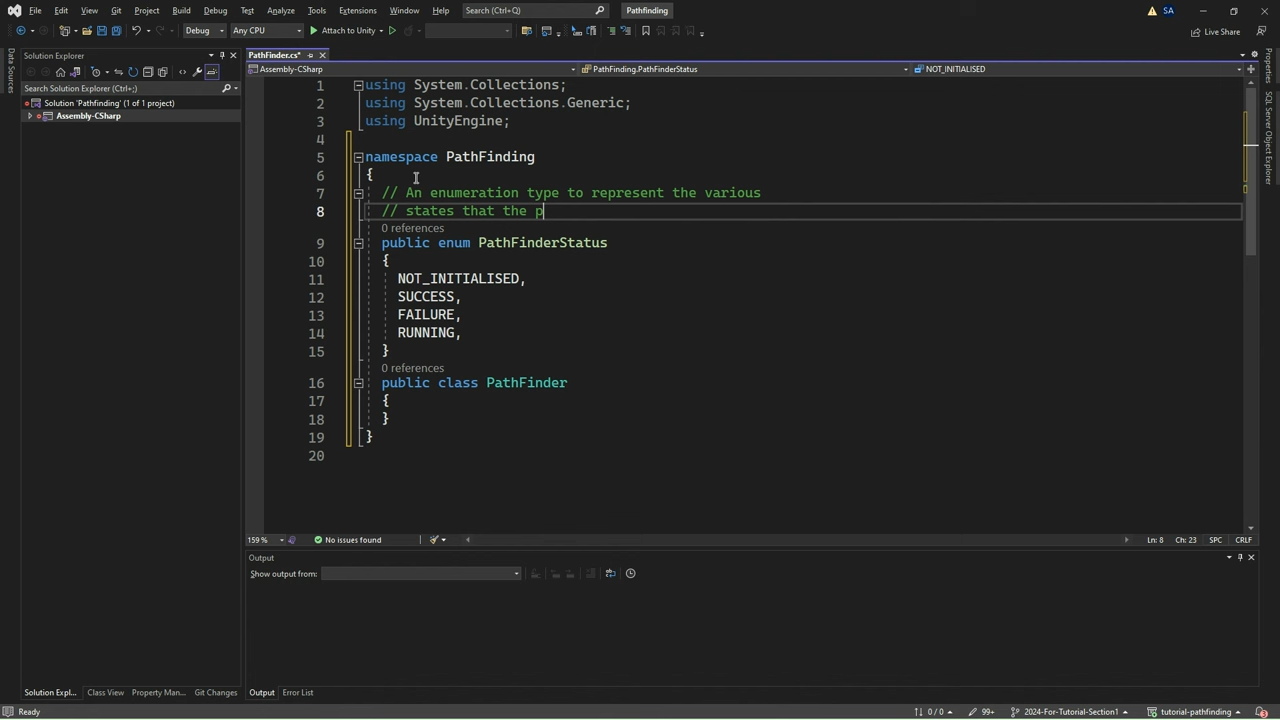 File Edit View Git Project Build Debug Test Analyze Tools Extensions Window Help Search (Ctrl+Q) Pathfinding SA
Debug Any CPU Attach to Unity Live Share
Data Sources
Solution Explorer
Search Solution Explorer (Ctrl+;)
Solution 'Pathfinding' (1 of 1 project)
Assembly-CSharp
PathFinder.cs*
Assembly-CSharp PathFinding.PathFinderStatus NOT_INITIALISED
1 using System.Collections;
2 using System.Collections.Generic;
3 using UnityEngine;
4
5 namespace PathFinding
6 {
7 // An enumeration type to represent the various
8 // states that the p
0 references
9 public enum PathFinderStatus
10 {
11 NOT_INITIALISED,
12 SUCCESS,
13 FAILURE,
14 RUNNING,
15 }
0 references
16 public class PathFinder
17 {
18 }
19 }
20
159 % No issues found Ln: 8 Ch: 23 SPC CRLF
Output
Show output from:
Properties
SQL Server Object Explorer
Solution Expl... Class View Property Man... Git Changes Output Error List
Ready 0 / 0 99+ 2024-For-Tutorial-Section1 tutorial-pathfinding 3